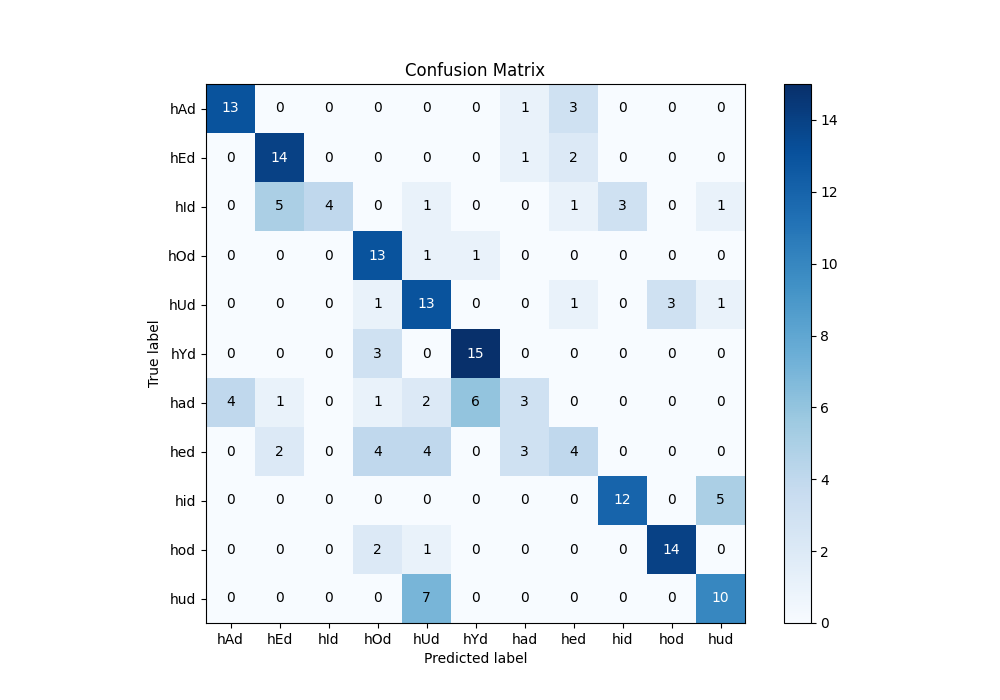 Confusion Matrix
hAd 13 0 0 0 0 0 1 3 0 0 0
hEd 0 14 0 0 0 0 1 2 0 0 0
hId 0 5 4 0 1 0 0 1 3 0 1
hOd 0 0 0 13 1 1 0 0 0 0 0
hUd 0 0 0 1 13 0 0 1 0 3 1
hYd 0 0 0 3 0 15 0 0 0 0 0
had 4 1 0 1 2 6 3 0 0 0 0
hed 0 2 0 4 4 0 3 4 0 0 0
hid 0 0 0 0 0 0 0 0 12 0 5
hod 0 0 0 2 1 0 0 0 0 14 0
hud 0 0 0 0 7 0 0 0 0 0 10
hAd hEd hId hOd hUd hYd had hed hid hod hud
Predicted label
True label
14
12
10
8
6
4
2
0